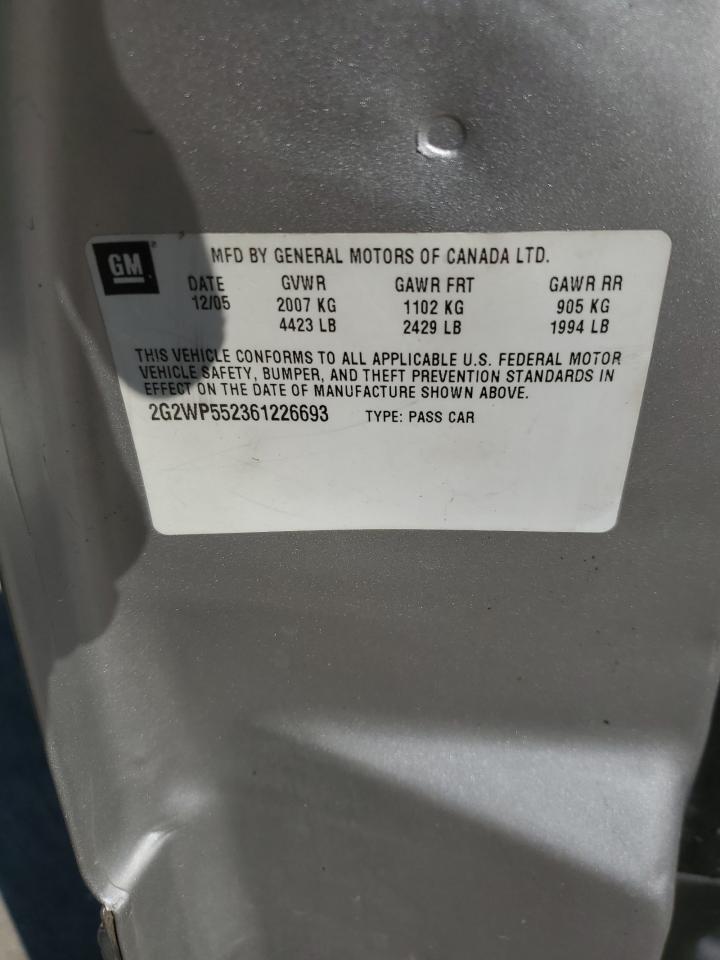 GM
MFD BY GENERAL MOTORS OF CANADA LTD.
DATE GVWR GAWR FRT GAWR RR
12/05 2007 KG 1102 KG 905 KG
4423 LB 2429 LB 1994 LB
THIS VEHICLE CONFORMS TO ALL APPLICABLE U.S. FEDERAL MOTOR
VEHICLE SAFETY, BUMPER, AND THEFT PREVENTION STANDARDS IN
EFFECT ON THE DATE OF MANUFACTURE SHOWN ABOVE.
2G2WP552361226693 TYPE: PASS CAR